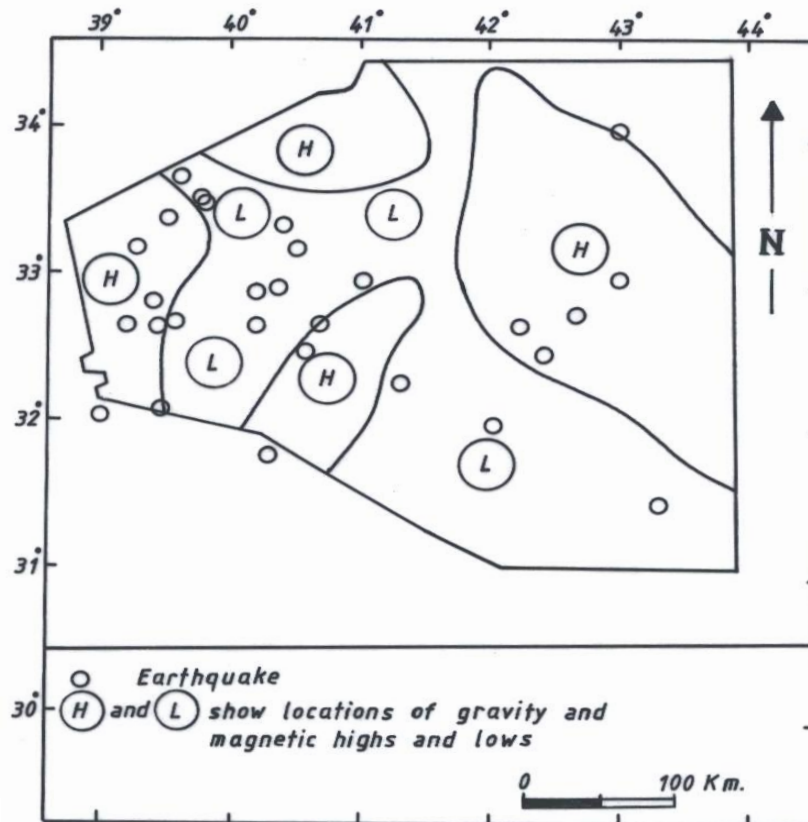 39° 40° 41° 42° 43° 44°
34°
H
L L
33° H H N
L
H
32°
L
31°
Earthquake
30° H and L show locations of gravity and
magnetic highs and lows
0 100 Km.